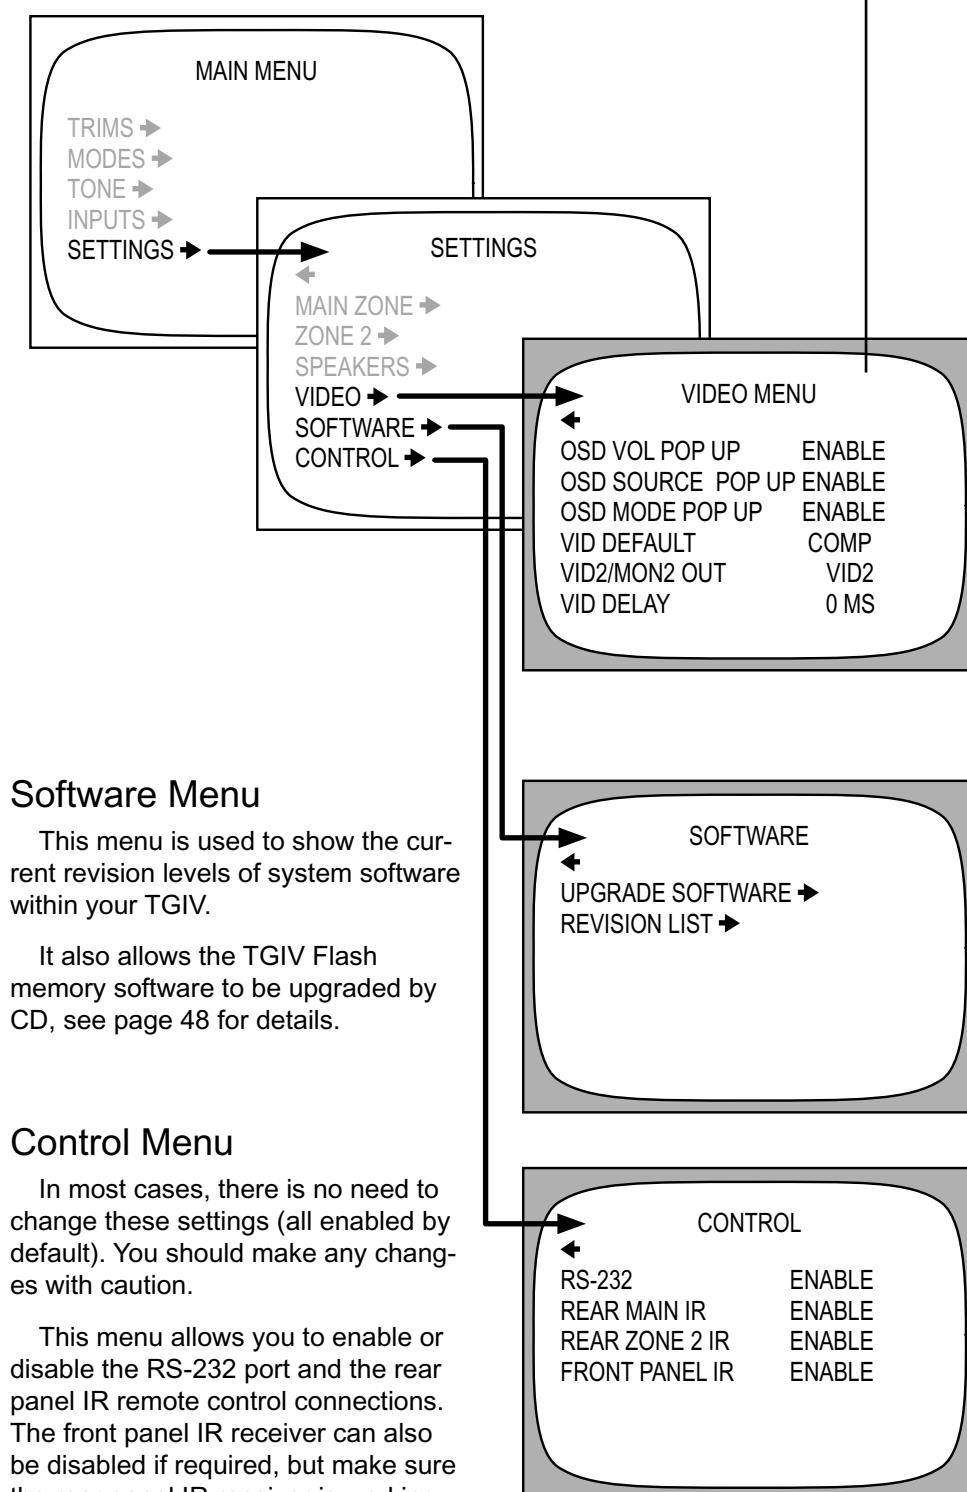 MAIN MENU
TRIMS
MODES
TONE
INPUTS
SETTINGS
SETTINGS
MAIN ZONE
ZONE 2
SPEAKERS
VIDEO
SOFTWARE
CONTROL
VIDEO MENU
OSD VOL POP UP ENABLE
OSD SOURCE POP UP ENABLE
OSD MODE POP UP ENABLE
VID DEFAULT COMP
VID2/MON2 OUT VID2
VID DELAY 0 MS
Software Menu
This menu is used to show the cur-
rent revision levels of system software
within your TGIV.
It also allows the TGIV Flash
memory software to be upgraded by
CD, see page 48 for details.
SOFTWARE
UPGRADE SOFTWARE
REVISION LIST
Control Menu
In most cases, there is no need to
change these settings (all enabled by
default). You should make any chang-
es with caution.
This menu allows you to enable or
disable the RS-232 port and the rear
panel IR remote control connections.
The front panel IR receiver can also
be disabled if required, but make sure
CONTROL
RS-232 ENABLE
REAR MAIN IR ENABLE
REAR ZONE 2 IR ENABLE
FRONT PANEL IR ENABLE